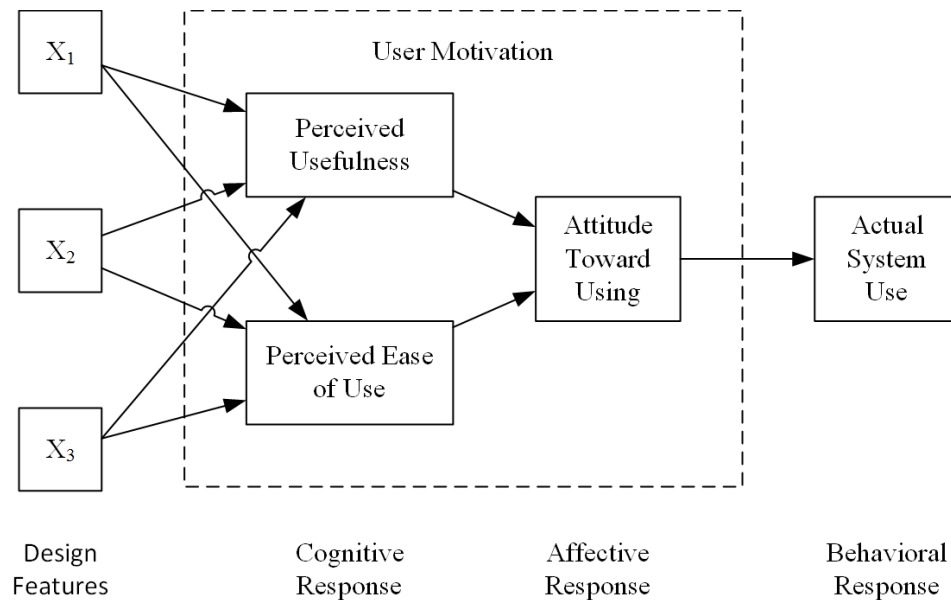 X1
User Motivation
Perceived
Usefulness
X2
Attitude
Toward
Using
Actual
System
Use
Perceived Ease
of Use
X3
Design
Features
Cognitive
Response
Affective
Response
Behavioral
Response